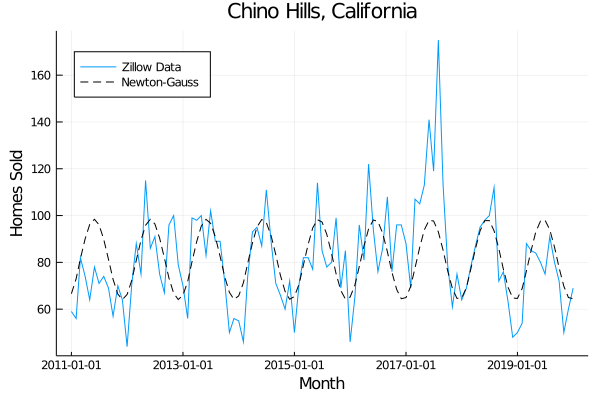 Chino Hills, California
Zillow Data
Newton-Gauss
Homes Sold
160
140
120
100
80
60
2011-01-01 2013-01-01 2015-01-01 2017-01-01 2019-01-01
Month